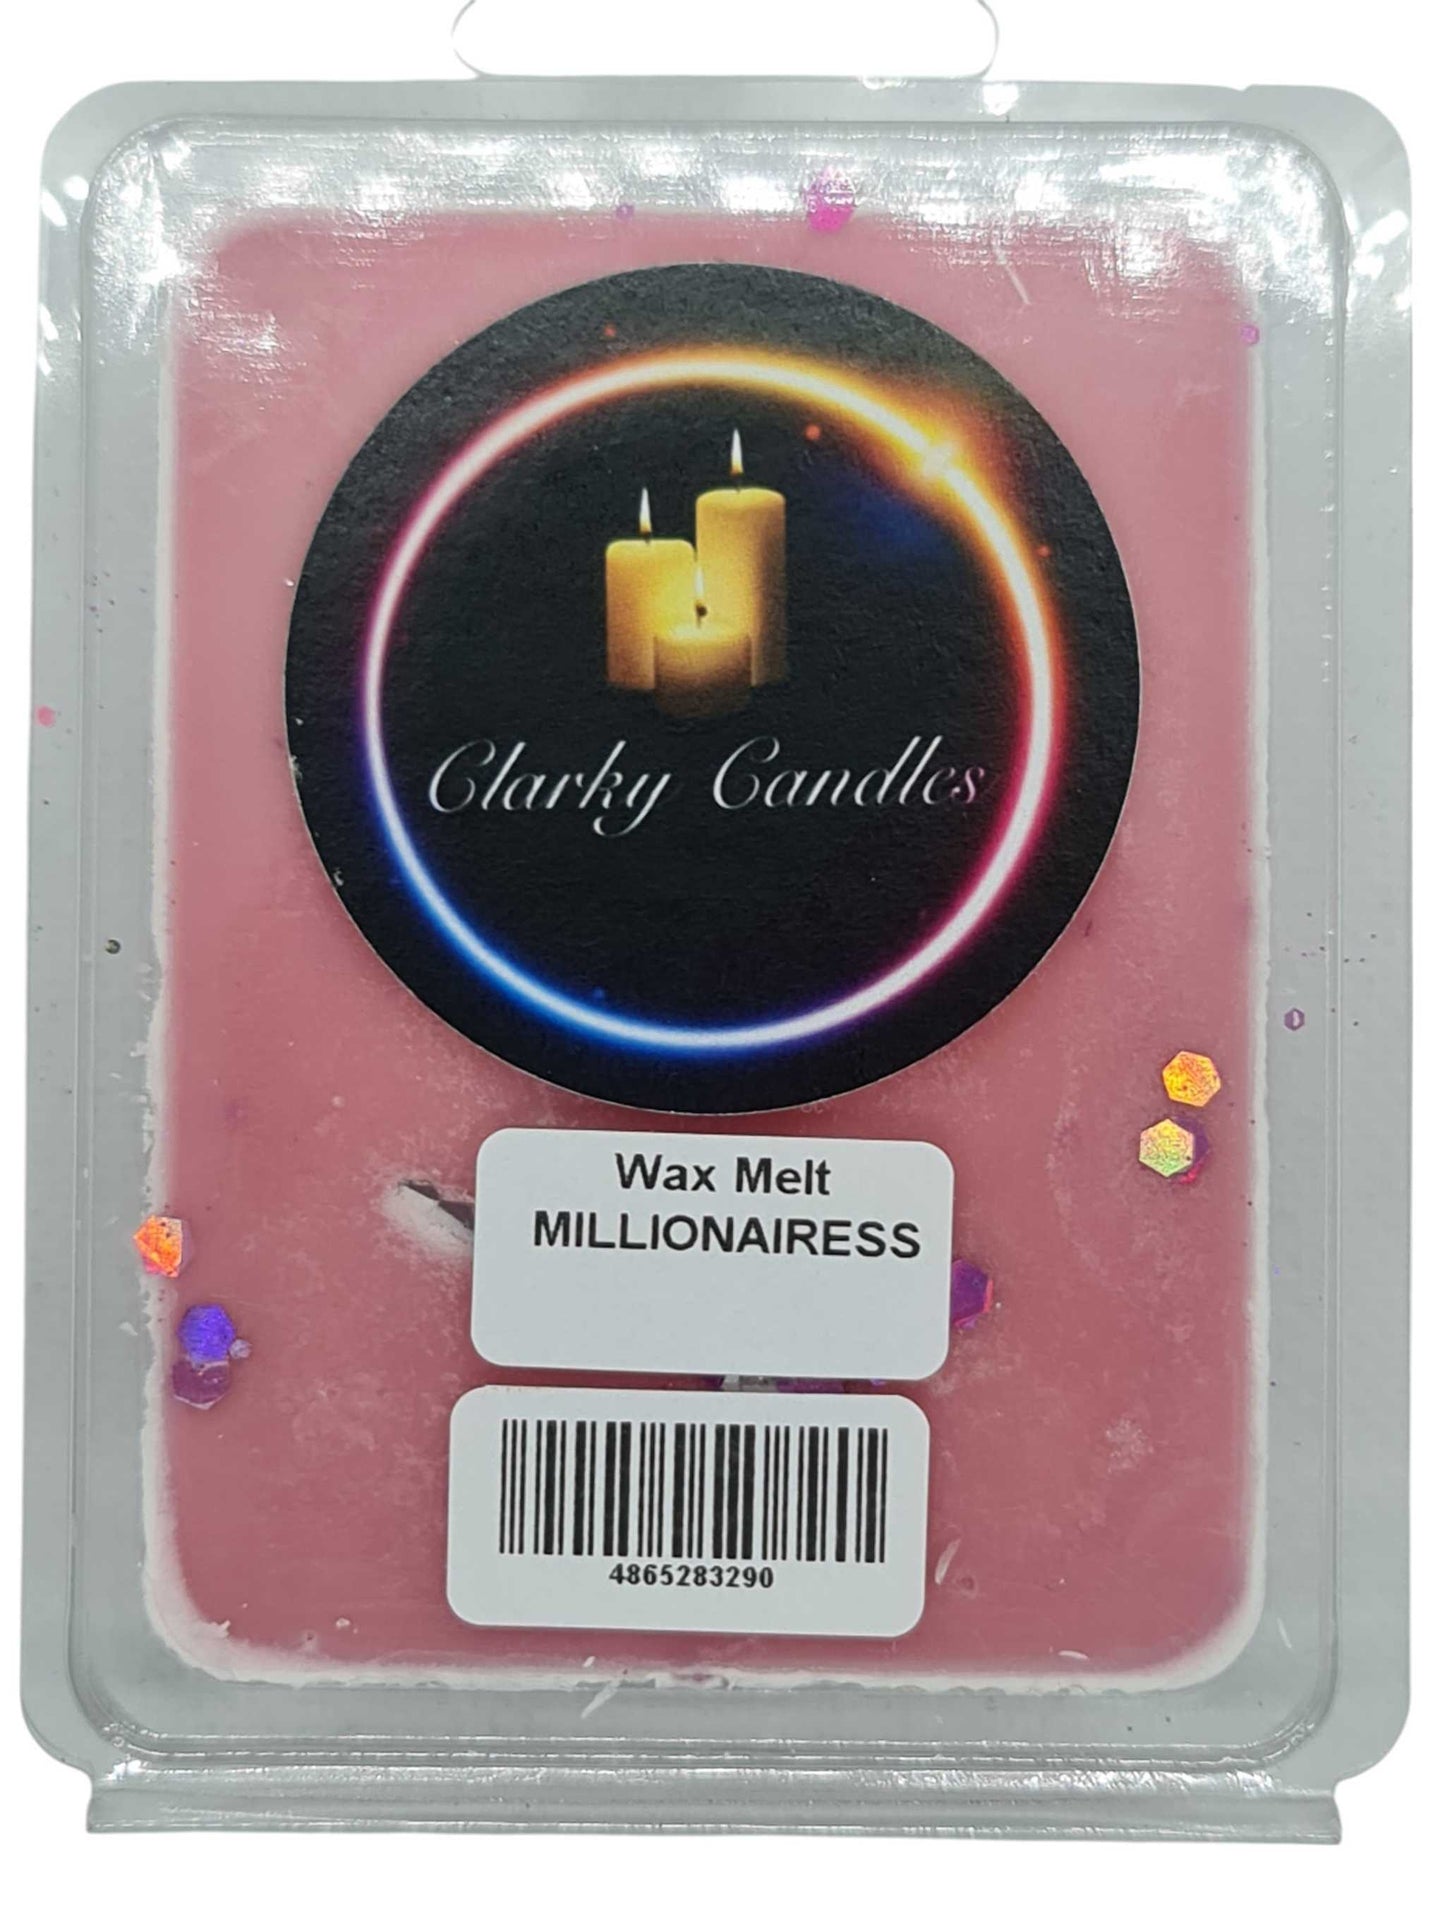 Clarky Candles
Wax Melt
MILLIONAIRESS
4865283290